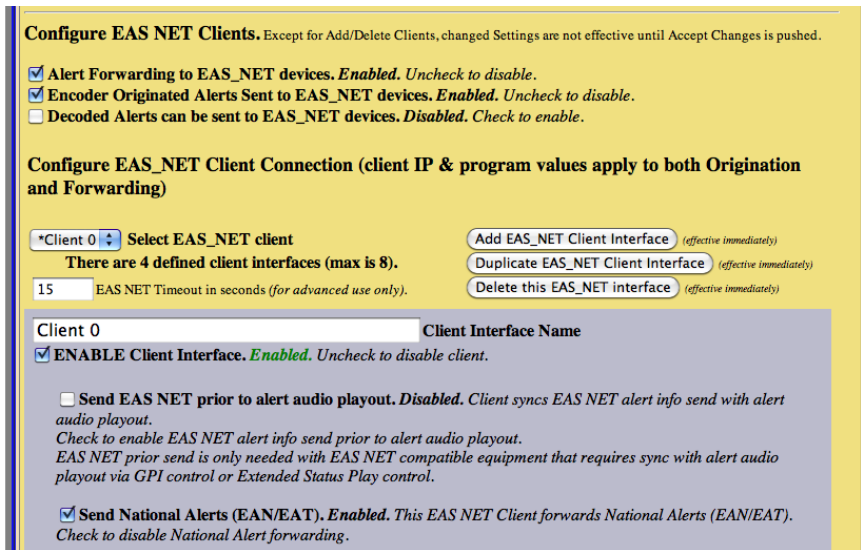 Configure EAS NET Clients. Except for Add/Delete Clients, changed Settings are not effective until Accept Changes is pushed.
Alert Forwarding to EAS_NET devices. Enabled. Uncheck to disable.
Encoder Originated Alerts Sent to EAS_NET devices. Enabled. Uncheck to disable.
Decoded Alerts can be sent to EAS_NET devices. Disabled. Check to enable.
Configure EAS_NET Client Connection (client IP & program values apply to both Origination
and Forwarding)
*Client 0 Select EAS_NET client Add EAS_NET Client Interface (effective immediately)
There are 4 defined client interfaces (max is 8). Duplicate EAS_NET Client Interface (effective immediately)
15 EAS NET Timeout in seconds (for advanced use only). Delete this EAS_NET interface (effective immediately)
Client 0 Client Interface Name
ENABLE Client Interface. Enabled. Uncheck to disable client.
Send EAS NET prior to alert audio playout. Disabled. Client syncs EAS NET alert info send with alert
audio playout.
Check to enable EAS NET alert info send prior to alert audio playout.
EAS NET prior send is only needed with EAS NET compatible equipment that requires sync with alert audio
playout via GPI control or Extended Status Play control.
Send National Alerts (EAN/EAT). Enabled. This EAS NET Client forwards National Alerts (EAN/EAT).
Check to disable National Alert forwarding.